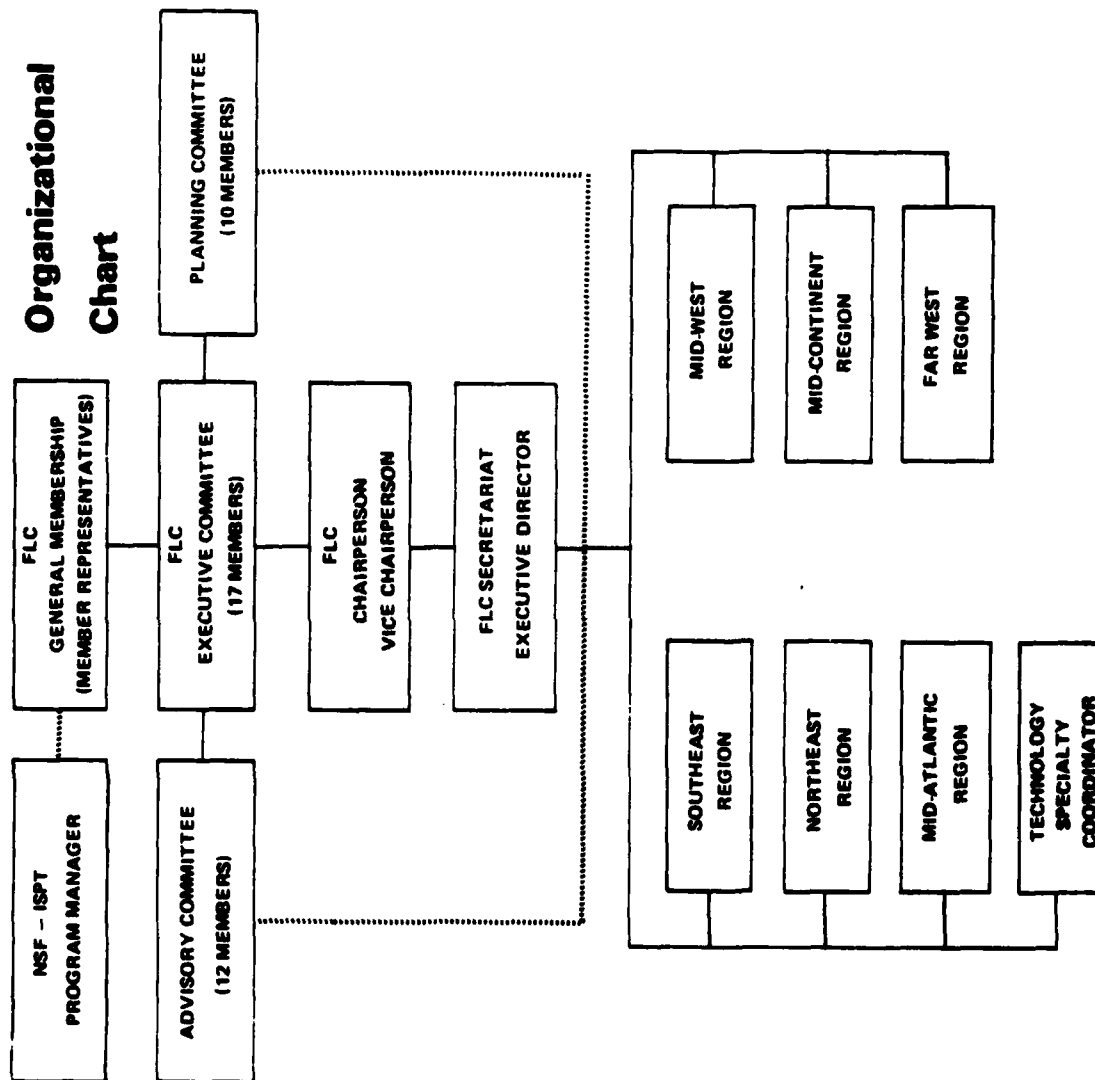 Organizational
Chart
NSF – ISPT
PROGRAM MANAGER
FLC
GENERAL MEMBERSHIP
(MEMBER REPRESENTATIVES)
ADVISORY COMMITTEE
(12 MEMBERS)
FLC
EXECUTIVE COMMITTEE
(17 MEMBERS)
PLANNING COMMITTEE
(10 MEMBERS)
FLC
CHAIRPERSON
VICE CHAIRPERSON
FLC SECRETARIAT
EXECUTIVE DIRECTOR
SOUTHEAST
REGION
MID-WEST
REGION
NORTHEAST
REGION
MID-CONTINENT
REGION
MID-ATLANTIC
REGION
FAR WEST
REGION
TECHNOLOGY
SPECIALTY
COORDINATOR